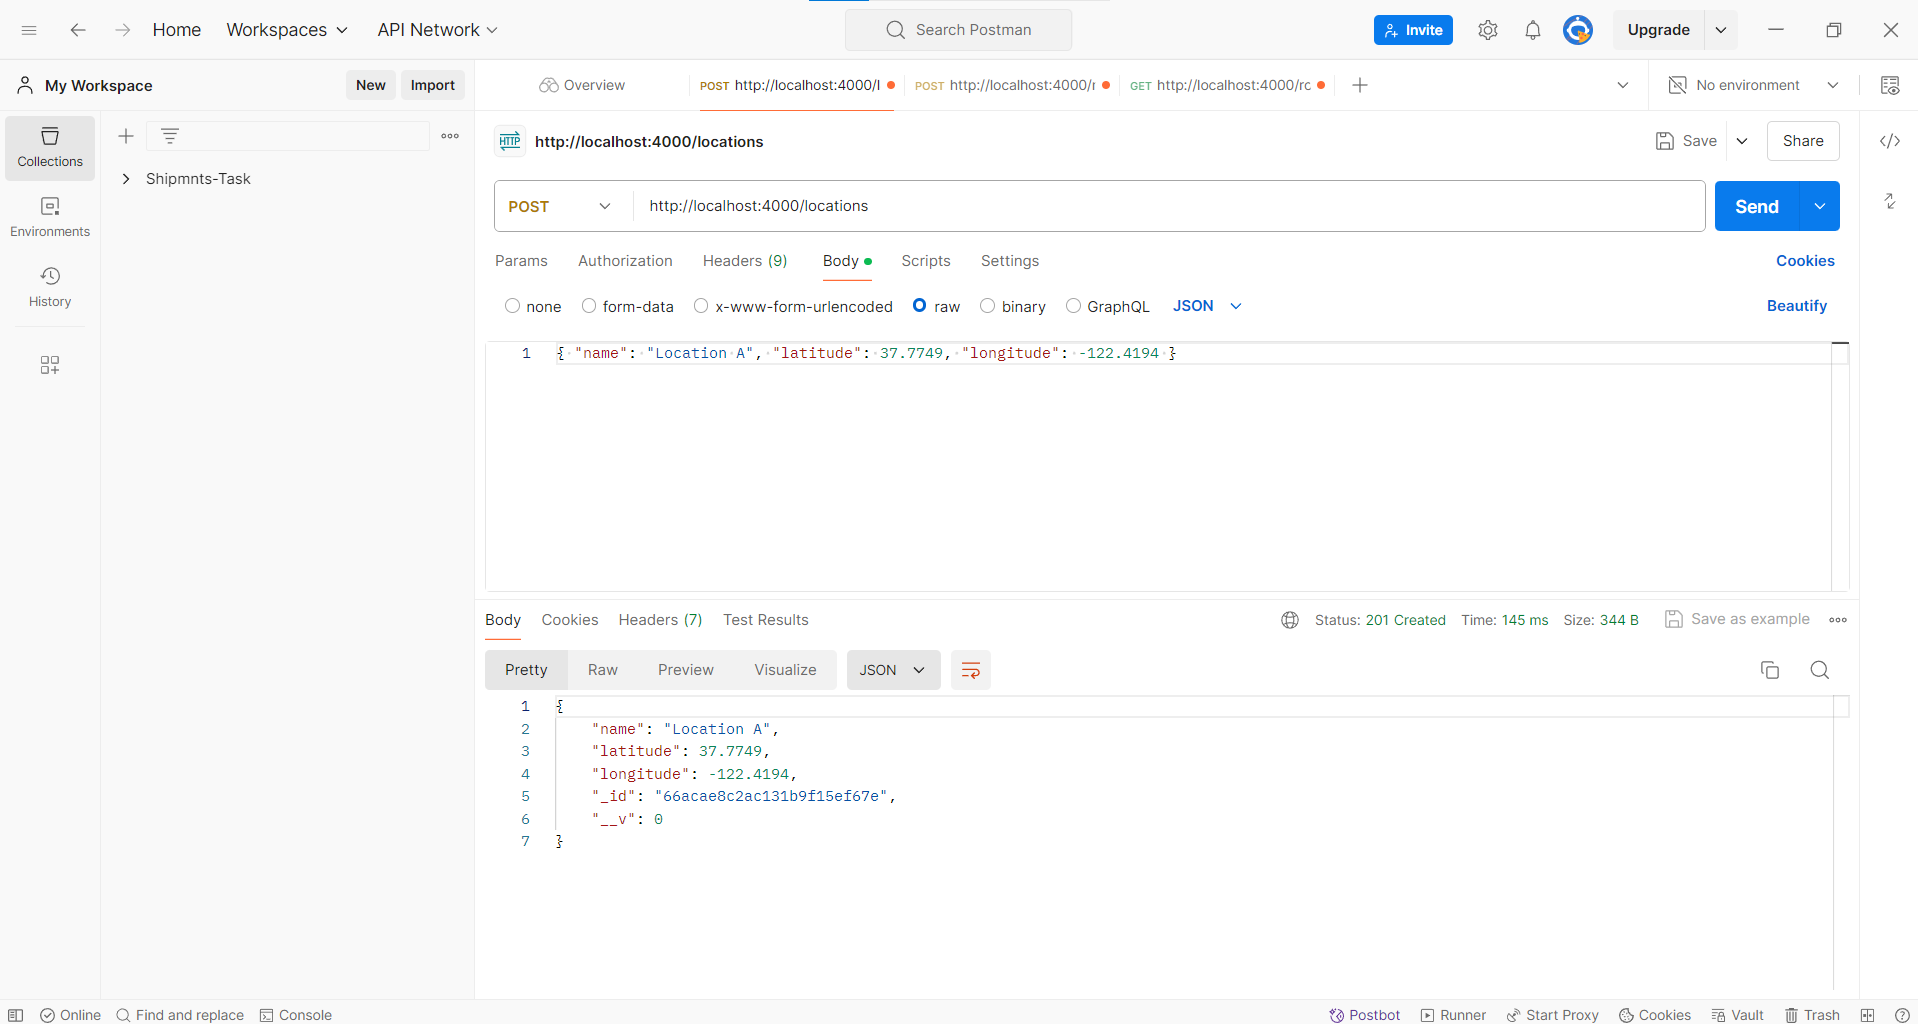 Home Workspaces API Network Search Postman Invite Upgrade
My Workspace New Import Overview POST http://localhost:4000/l POST http://localhost:4000/r GET http://localhost:4000/rc No environment
Collections
Environments
History
Shipmnts-Task
HTTP http://localhost:4000/locations Save Share
POST http://localhost:4000/locations Send
Params Authorization Headers (9) Body Scripts Settings Cookies
none form-data x-www-form-urlencoded raw binary GraphQL JSON Beautify
1 { "name": "Location A", "latitude": 37.7749, "longitude": -122.4194 }
Body Cookies Headers (7) Test Results Status: 201 Created Time: 145 ms Size: 344 B Save as example
Pretty Raw Preview Visualize JSON
1 {
2 "name": "Location A",
3 "latitude": 37.7749,
4 "longitude": -122.4194,
5 "_id": "66acae8c2ac131b9f15ef67e",
6 "__v": 0
7 }
Online Find and replace Console Postbot Runner Start Proxy Cookies Vault Trash